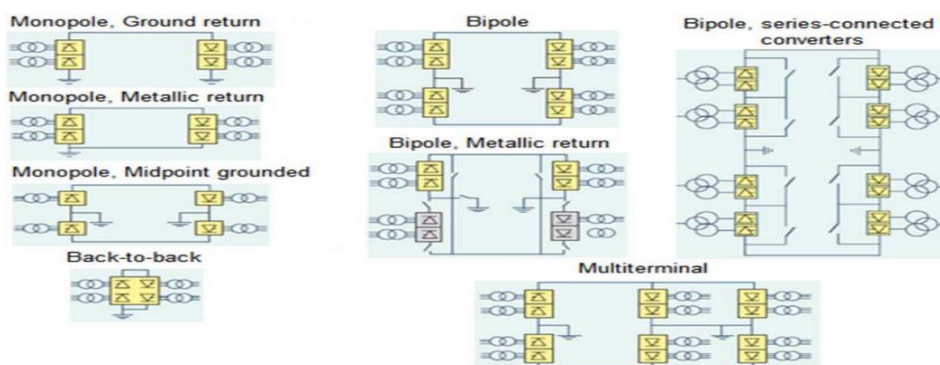 Monopole, Ground return
Monopole, Metallic return
Monopole, Midpoint grounded
Back-to-back
Bipole
Bipole, Metallic return
Bipole, series-connected
converters
Multiterminal